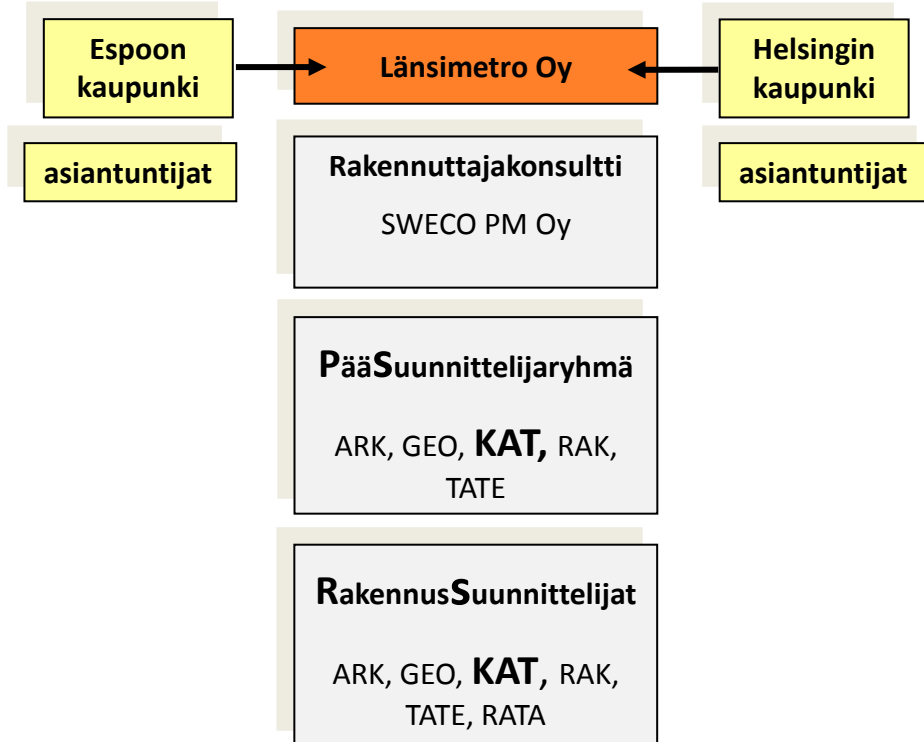 Espoon
kaupunki
Länsimetro Oy
Helsingin
kaupunki
asiantuntijat
asiantuntijat
Rakennuttajakonsultti
SWECO PM Oy
PääSuunnittelijaryhmä
ARK, GEO, KAT, RAK,
TATE
RakennusSuunnittelijat
ARK, GEO, KAT, RAK,
TATE, RATA